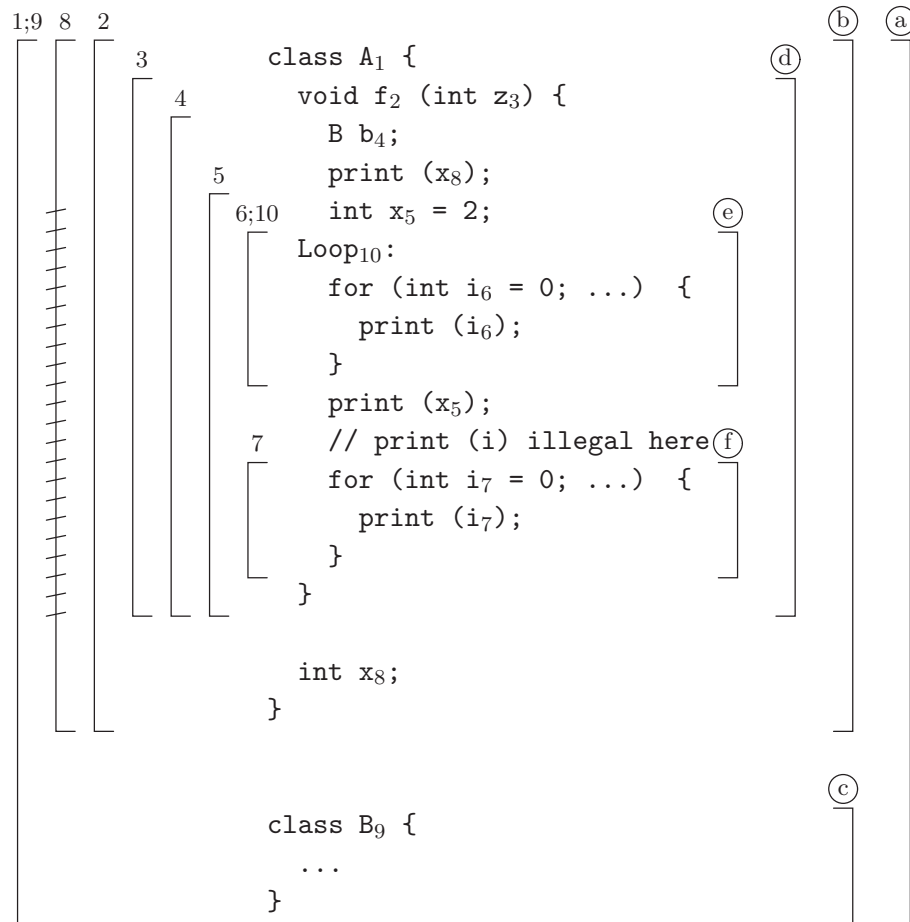 1;9 8 2 ⓑ ⓐ
class A₁ {
3 ⓓ
void f₂ (int z₃) {
4
B b₄;
print (x₈);
5
int x₅ = 2;
6;10 ⓔ
Loop₁₀:
for (int i₆ = 0; ...) {
print (i₆);
}
print (x₅);
7 // print (i) illegal here ⓕ
for (int i₇ = 0; ...) {
print (i₇);
}
}
int x₈;
}
ⓒ
class B₉ {
...
}